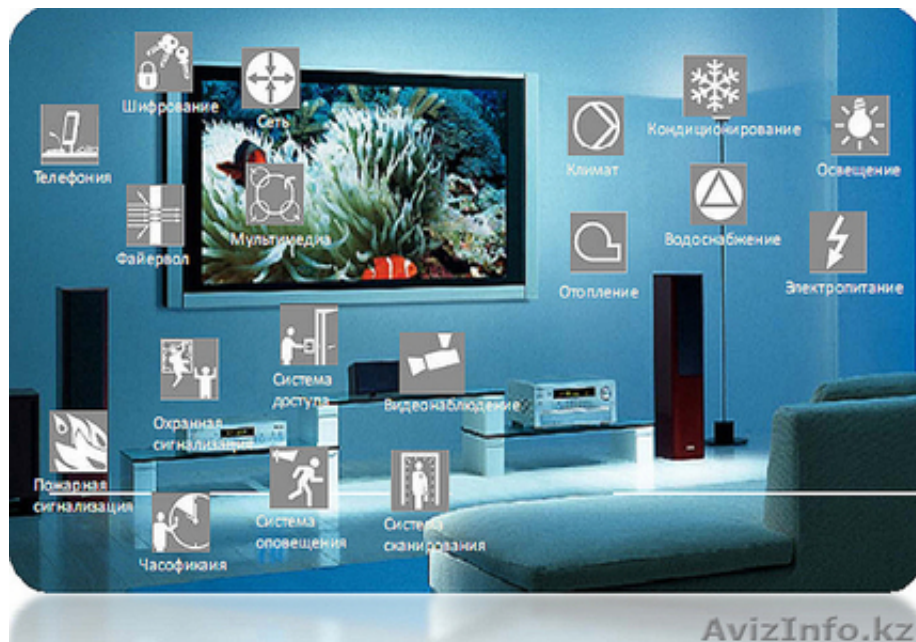 Шифрование
Сеть
Телефония
Файервол
Мультимедиа
Кондиционирование
Климат
Освещение
Водоснабжение
Отопление
Электропитание
Система
доступа
Видеонаблюдение
Охранная
сигнализация
Пожарная
сигнализация
Система
оповещения
Система
сканирования
Часофикаия
AvizInfo.kz